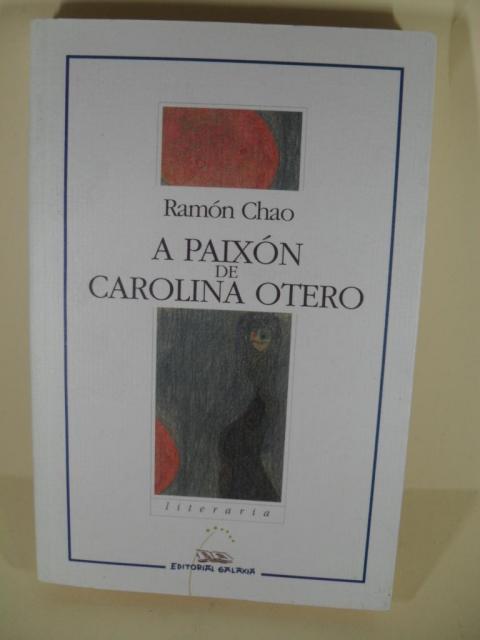 Ramón Chao
A PAIXÓN
DE
CAROLINA OTERO
literaria
EDITORIAL GALAXIA